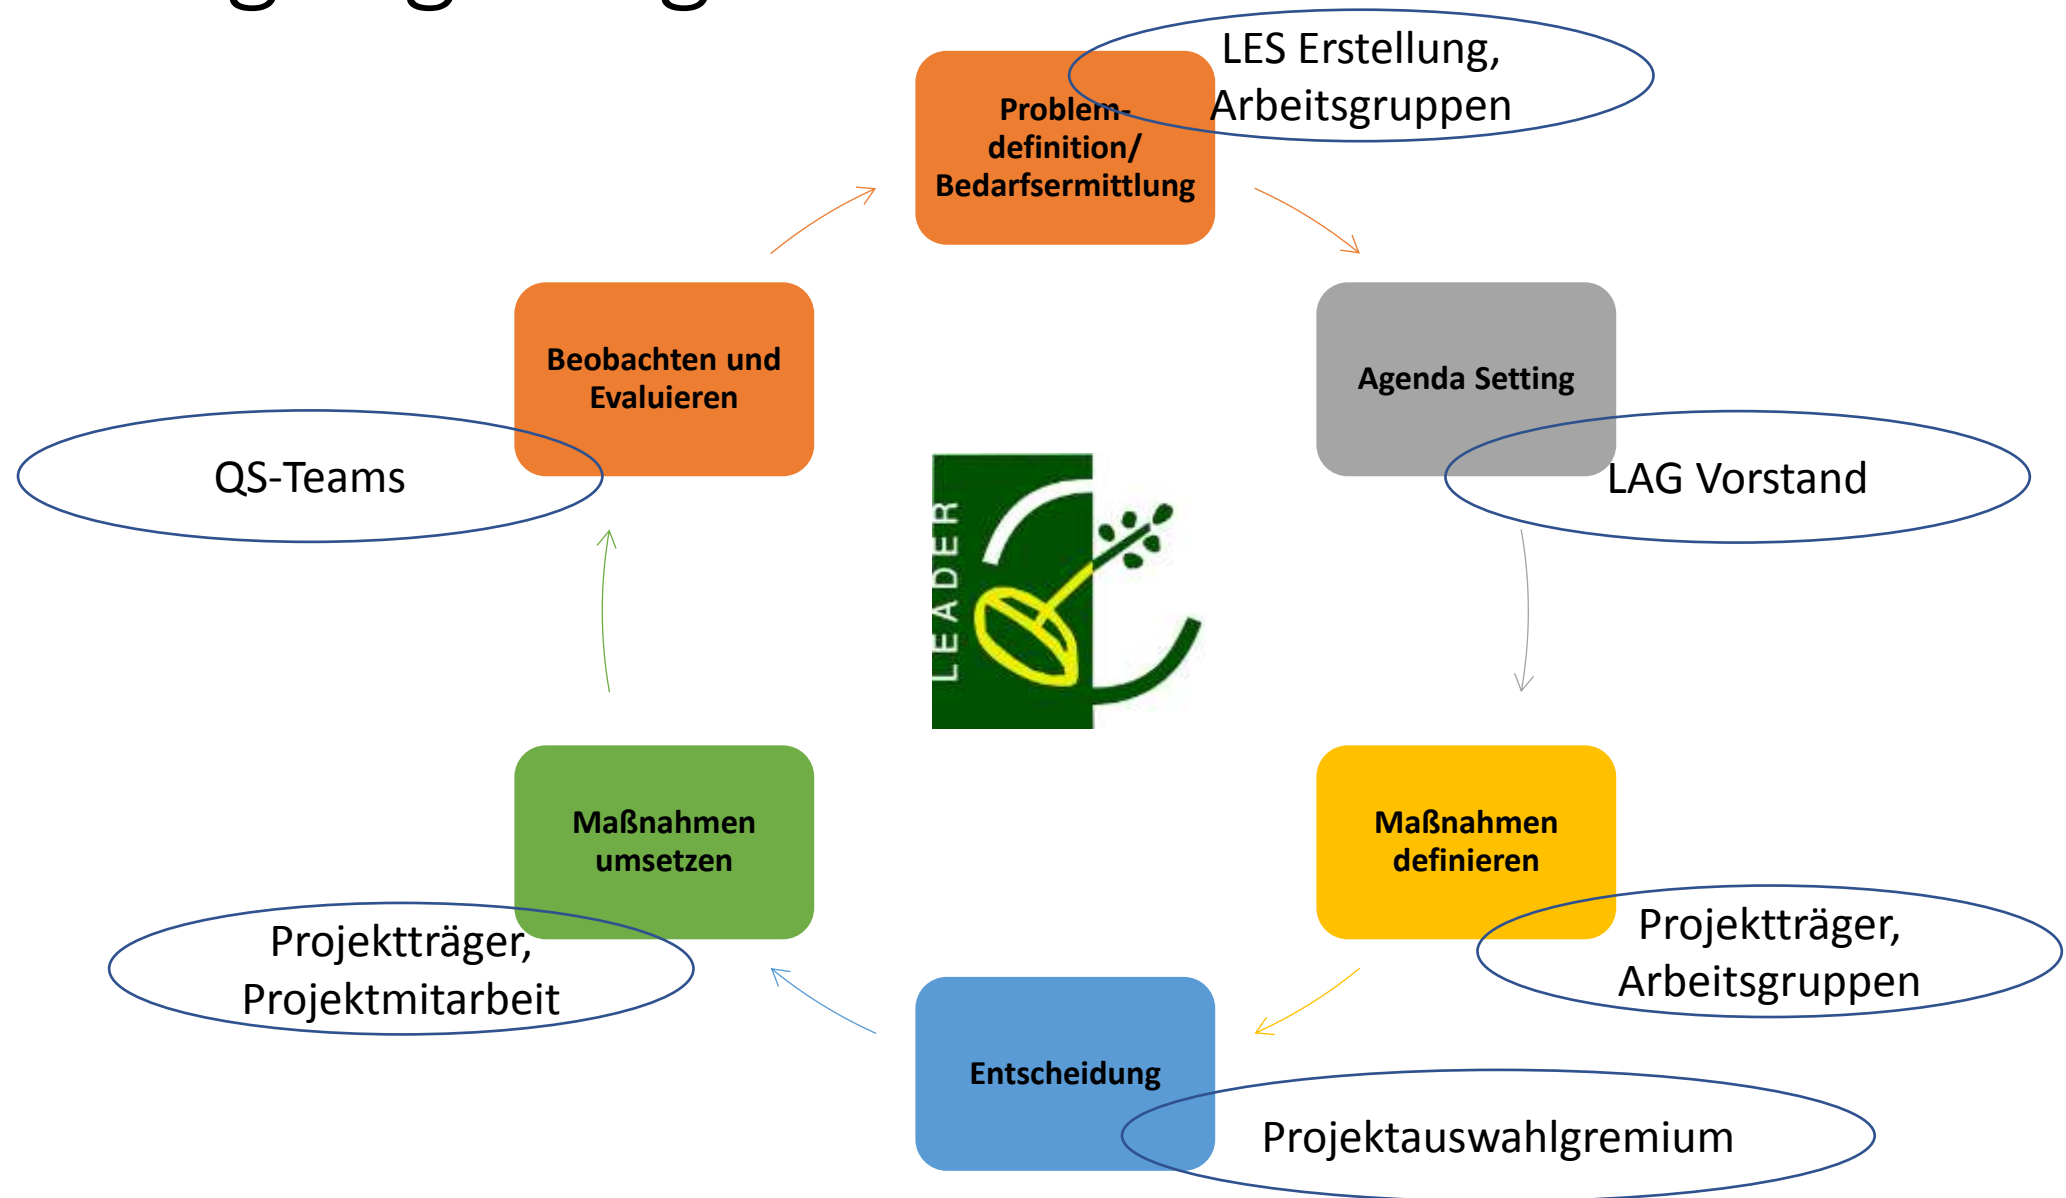 LES Erstellung,
Arbeitsgruppen
Problem-
definition/
Bedarfsermittlung
Agenda Setting
LAG Vorstand
Maßnahmen
definieren
Projektträger,
Arbeitsgruppen
Entscheidung
Projektauswahlgremium
Maßnahmen
umsetzen
Projektträger,
Projektmitarbeit
Beobachten und
Evaluieren
QS-Teams
LEADER